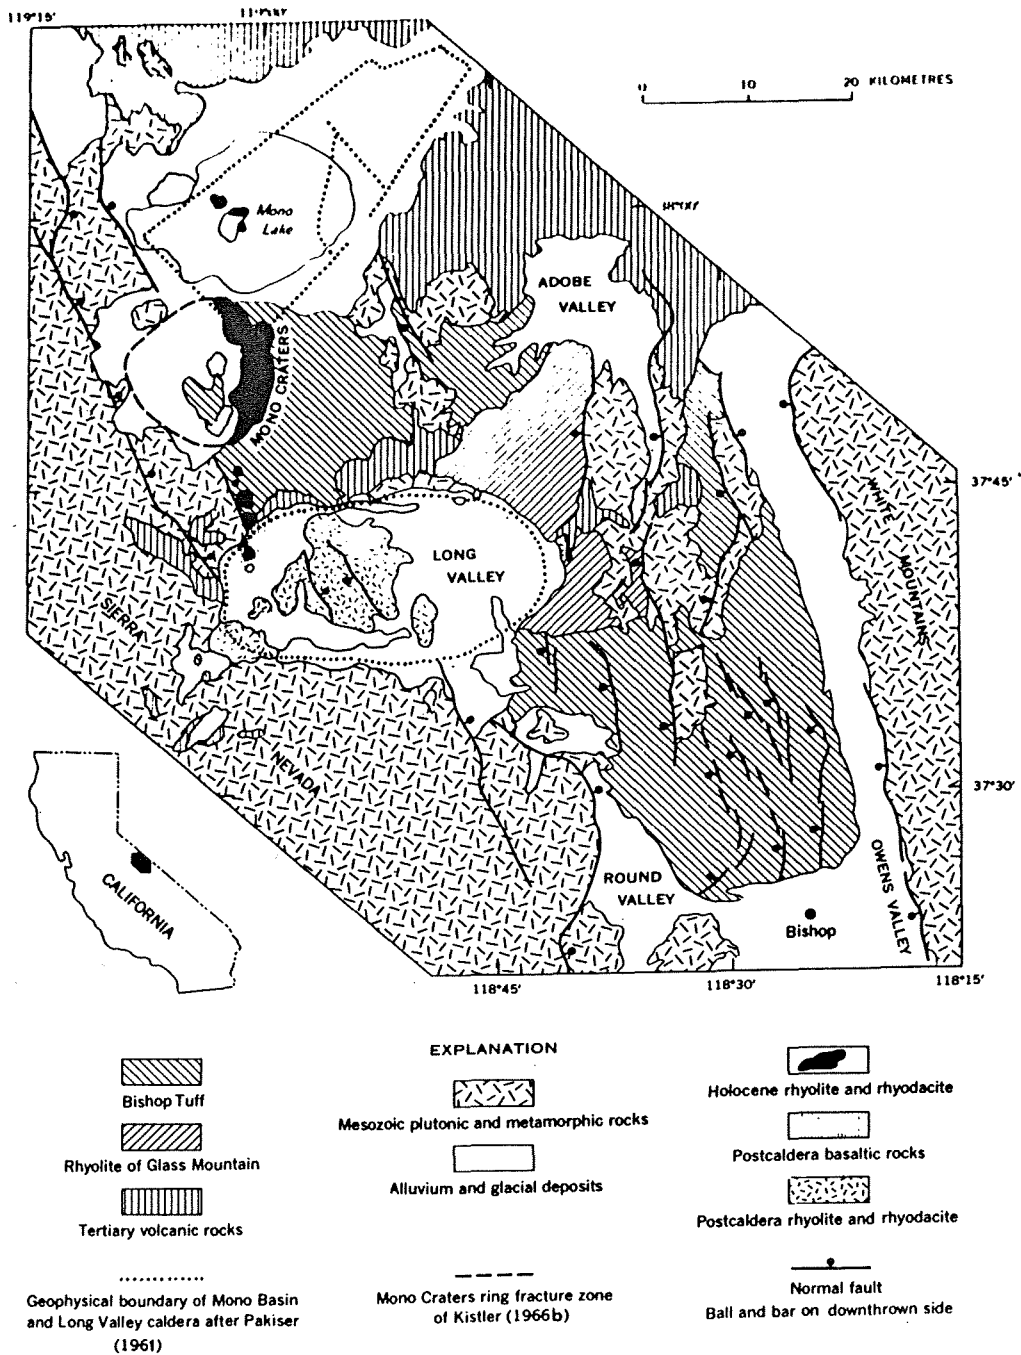 119°15'
0 10 20 KILOMETRES
Mono
Lake
ADOBE
VALLEY
MONO CRATERS
37°45'
WHITE
MOUNTAINS
LONG
VALLEY
SIERRA
NEVADA
37°30'
CALIFORNIA
ROUND
VALLEY
OWENS VALLEY
Bishop
118°45'
118°30'
118°15'
EXPLANATION
Bishop Tuff
Rhyolite of Glass Mountain
Tertiary volcanic rocks
Geophysical boundary of Mono Basin
and Long Valley caldera after Pakiser
(1961)
Mesozoic plutonic and metamorphic rocks
Alluvium and glacial deposits
Mono Craters ring fracture zone
of Kistler (1966b)
Holocene rhyolite and rhyodacite
Postcaldera basaltic rocks
Postcaldera rhyolite and rhyodacite
Normal fault
Ball and bar on downthrown side